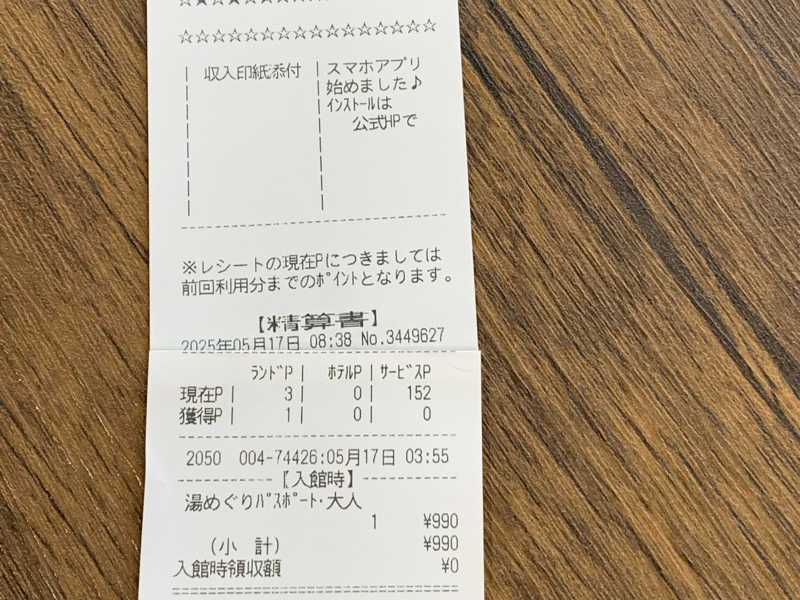 ☆☆☆☆☆☆☆☆☆☆☆☆☆☆☆☆
収入印紙添付 | スマホアプリ
始めました♪
ｲﾝｽﾄｰﾙは
公式HPで
※レシートの現在Pにつきましては
前回利用分までのﾎﾟｲﾝﾄとなります。
【精算書】
2025年05月17日 08:38 No.3449627
ﾗﾝﾄﾞP | ﾎﾃﾙP | ｻｰﾋﾞｽP
現在P | 3 | 0 | 152
獲得P | 1 | 0 | 0
2050 004-74426:05月17日 03:55
【入館時】
湯めぐりﾊﾟｽﾎﾟｰﾄ･大人
1 ¥990
(小 計) ¥990
入館時領収額 ¥0